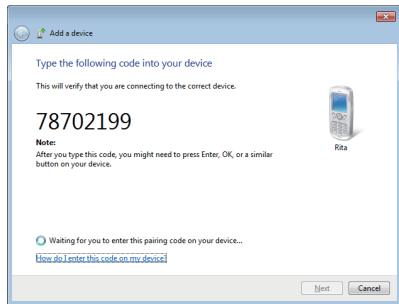 Add a device
Type the following code into your device
This will verify that you are connecting to the correct device.
78702199
Note:
After you type this code, you might need to press Enter, OK, or a similar
button on your device.
Rita
Waiting for you to enter this pairing code on your device...
How do I enter this code on my device?
Next
Cancel